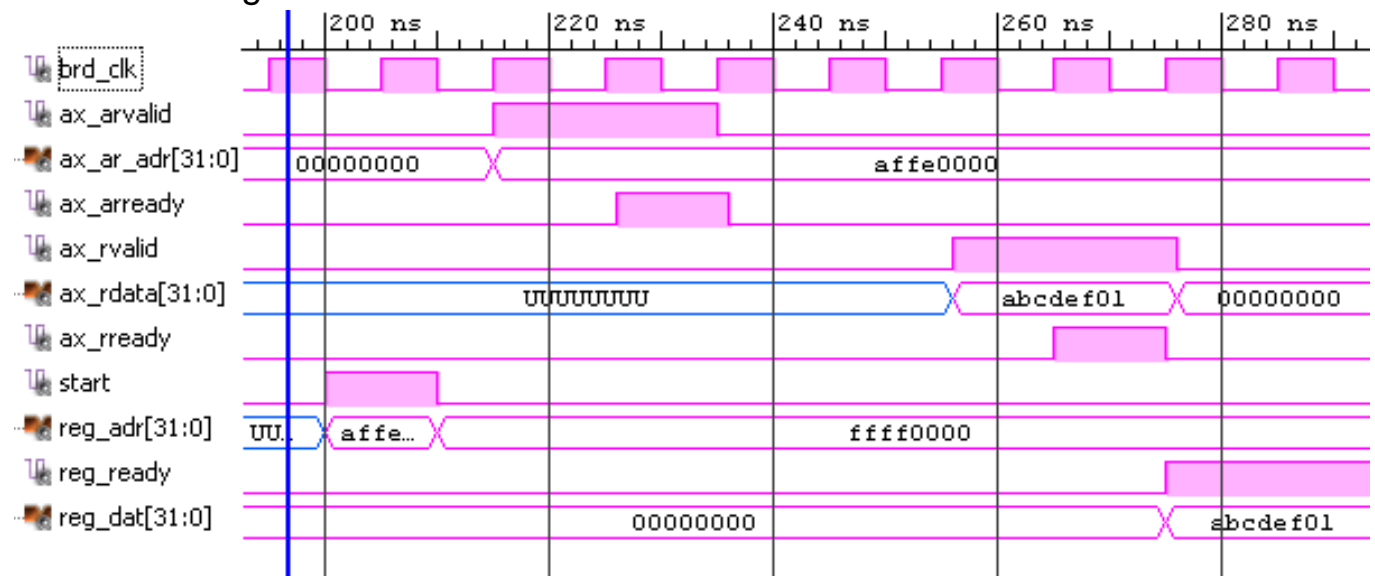 200 ns 220 ns 240 ns 260 ns 280 ns
brd_clk
ax_arvalid
ax_ar_adr[31:0] 00000000 affe0000
ax_arready
ax_rvalid
ax_rdata[31:0] UUUUUUUU abcdef01 00000000
ax_rready
start
reg_adr[31:0] UU... affe... ffff0000
reg_ready
reg_dat[31:0] 00000000 abcdef01